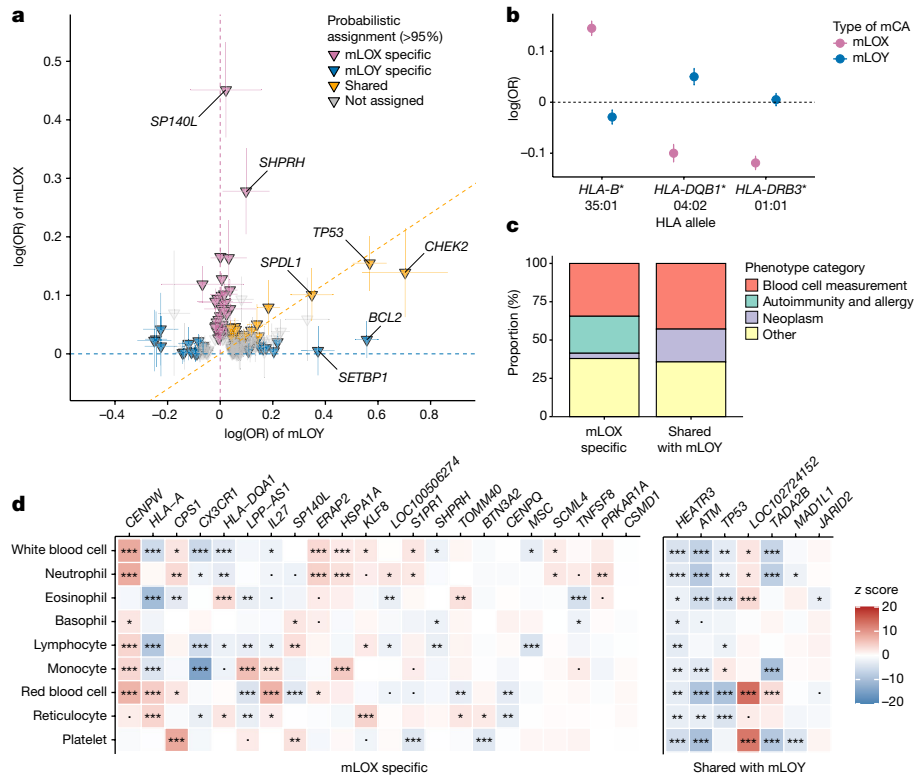 a
Probabilistic
assignment (>95%)
mLOX specific
mLOY specific
Shared
Not assigned
0.5
0.4
0.3
0.2
0.1
0
log(OR) of mLOX
SP140L
SHPRH
TP53
SPDL1
CHEK2
BCL2
SETBP1
−0.4
−0.2
0
0.2
0.4
0.6
0.8
log(OR) of mLOY
b
Type of mCA
mLOX
mLOY
0.1
0
−0.1
log(OR)
HLA-B* HLA-DQB1* HLA-DRB3*
35:01 04:02 01:01
HLA allele
c
100
75
50
25
0
Proportion (%)
Phenotype category
Blood cell measurement
Autoimmunity and allergy
Neoplasm
Other
mLOX
specific
Shared
with mLOY
d
CENPW
HLA-A
CPS1
CX3CR1
HLA-DQA1
LPP-AS1
IL27
SP140L
ERAP2
HSPA1A
KLF8
LOC100506274
S1PR1
SHPRH
TOMM40
BTN3A2
CENPQ
MSC
SCML4
TNFSF8
PRKAR1A
CSMD1
HEATR3
ATM
TP53
LOC102724152
TADA2B
MAD1L1
JARID2
White blood cell
Neutrophil
Eosinophil
Basophil
Lymphocyte
Monocyte
Red blood cell
Reticulocyte
Platelet
mLOX specific
Shared with mLOY
z score
20
10
0
−10
−20